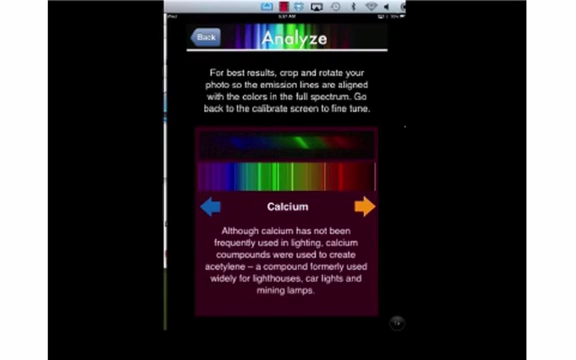 5:57 AM
Back
Analyze
For best results, crop and rotate your
photo so the emission lines are aligned
with the colors in the full spectrum. Go
back to the calibrate screen to fine tune.
Calcium
Although calcium has not been
frequently used in lighting, calcium
coumpounds were used to create
acetylene – a compound formerly used
widely for lighthouses, car lights and
mining lamps.